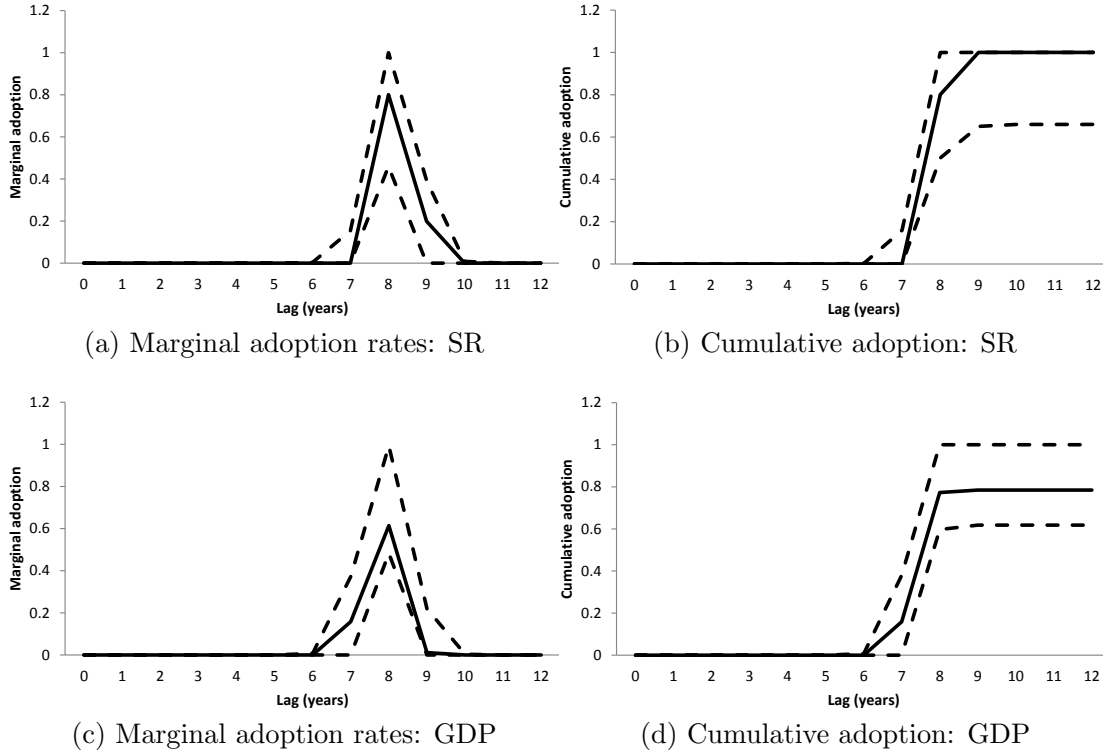 1.2
1
0.8
0.6
0.4
0.2
0
Marginal adoption
0 1 2 3 4 5 6 7 8 9 10 11 12
Lag (years)
(a) Marginal adoption rates: SR
1.2
1
0.8
0.6
0.4
0.2
0
Cumulative adoption
0 1 2 3 4 5 6 7 8 9 10 11 12
Lag (years)
(b) Cumulative adoption: SR
1.2
1
0.8
0.6
0.4
0.2
0
Marginal adoption
0 1 2 3 4 5 6 7 8 9 10 11 12
Lag (years)
(c) Marginal adoption rates: GDP
1.2
1
0.8
0.6
0.4
0.2
0
Cumulative adoption
0 1 2 3 4 5 6 7 8 9 10 11 12
Lag (years)
(d) Cumulative adoption: GDP